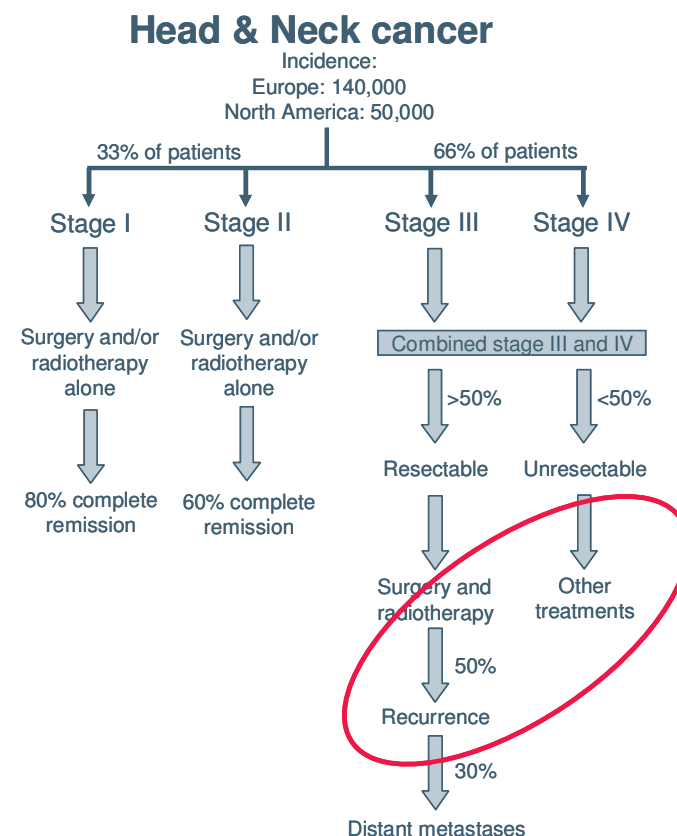 Head & Neck cancer
Incidence:
Europe: 140,000
North America: 50,000
33% of patients
66% of patients
Stage I
Stage II
Stage III
Stage IV
Surgery and/or
radiotherapy
alone
Surgery and/or
radiotherapy
alone
Combined stage III and IV
>50%
<50%
80% complete
remission
60% complete
remission
Resectable
Unresectable
Surgery and
radiotherapy
Other
treatments
50%
Recurrence
30%
Distant metastases